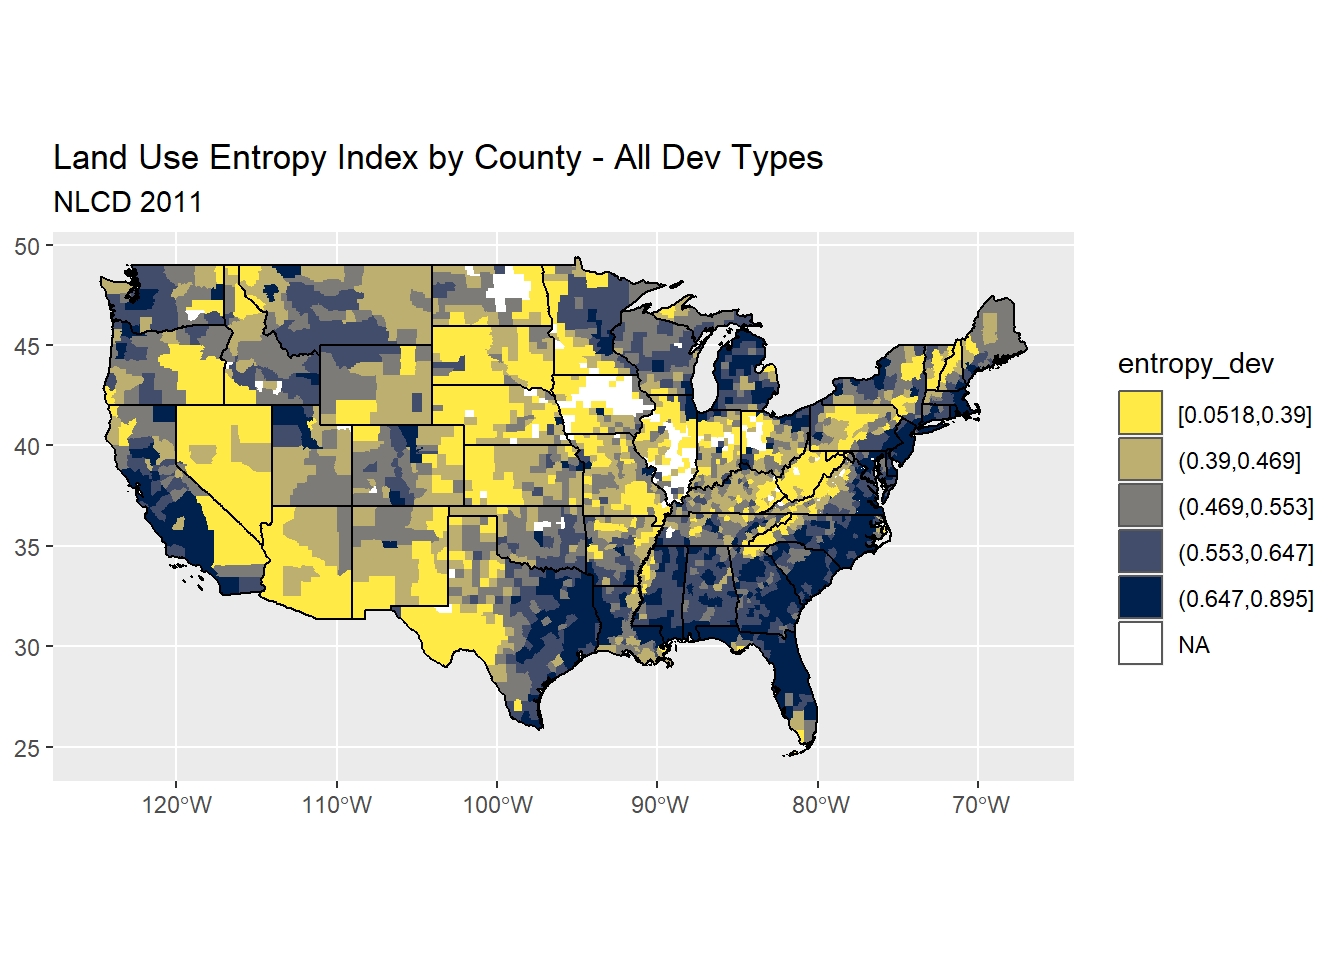 Land Use Entropy Index by County - All Dev Types
NLCD 2011
50
45
40
35
30
25
120°W 110°W 100°W 90°W 80°W 70°W
entropy_dev
[0.0518,0.39]
(0.39,0.469]
(0.469,0.553]
(0.553,0.647]
(0.647,0.895]
NA